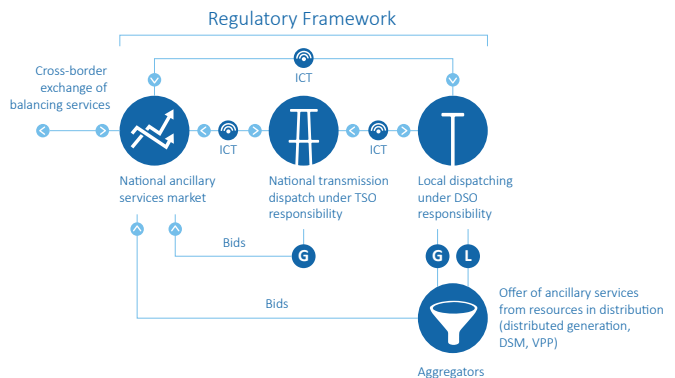 Regulatory Framework
ICT
Cross-border
exchange of
balancing services
ICT
ICT
National ancillary
services market
National transmission
dispatch under TSO
responsibility
Local dispatching
under DSO
responsibility
Bids
G
G
L
Bids
Offer of ancillary services
from resources in distribution
(distributed generation,
DSM, VPP)
Aggregators